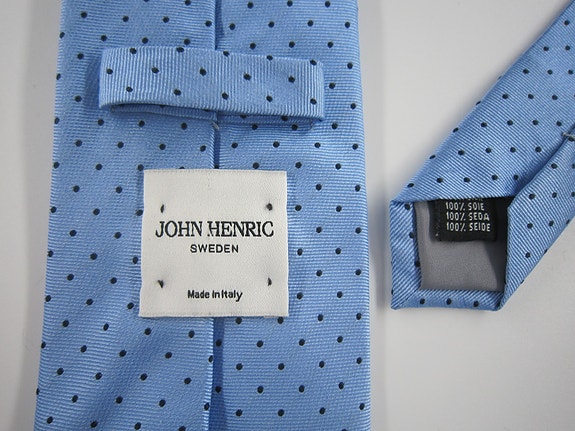 JOHN HENRIC
SWEDEN
Made in Italy
100% SOIE
100% SEDA
100% SEIDE